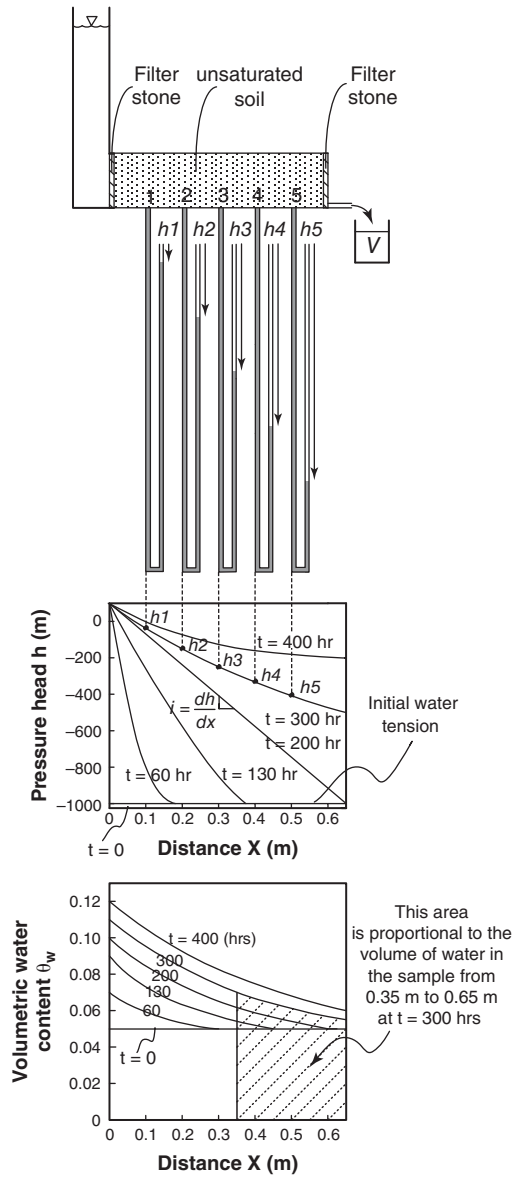 Filter
stone
unsaturated
soil
Filter
stone
1 2 3 4 5
h1 h2 h3 h4 h5
V
Pressure head h (m)
0
−200
−400
−600
−800
−1000
h1
h2
h3
h4
h5
t = 400 hr
i = dh
dx
t = 300 hr
t = 200 hr
t = 60 hr
t = 130 hr
Initial water
tension
0 0.1 0.2 0.3 0.4 0.5 0.6
t = 0
Distance X (m)
Volumetric water
content θw
0.12
0.10
0.08
0.06
0.04
0.02
0
t = 400 (hrs)
300
200
130
60
t = 0
This area
is proportional to the
volume of water in
the sample from
0.35 m to 0.65 m
at t = 300 hrs
0 0.1 0.2 0.3 0.4 0.5 0.6
Distance X (m)